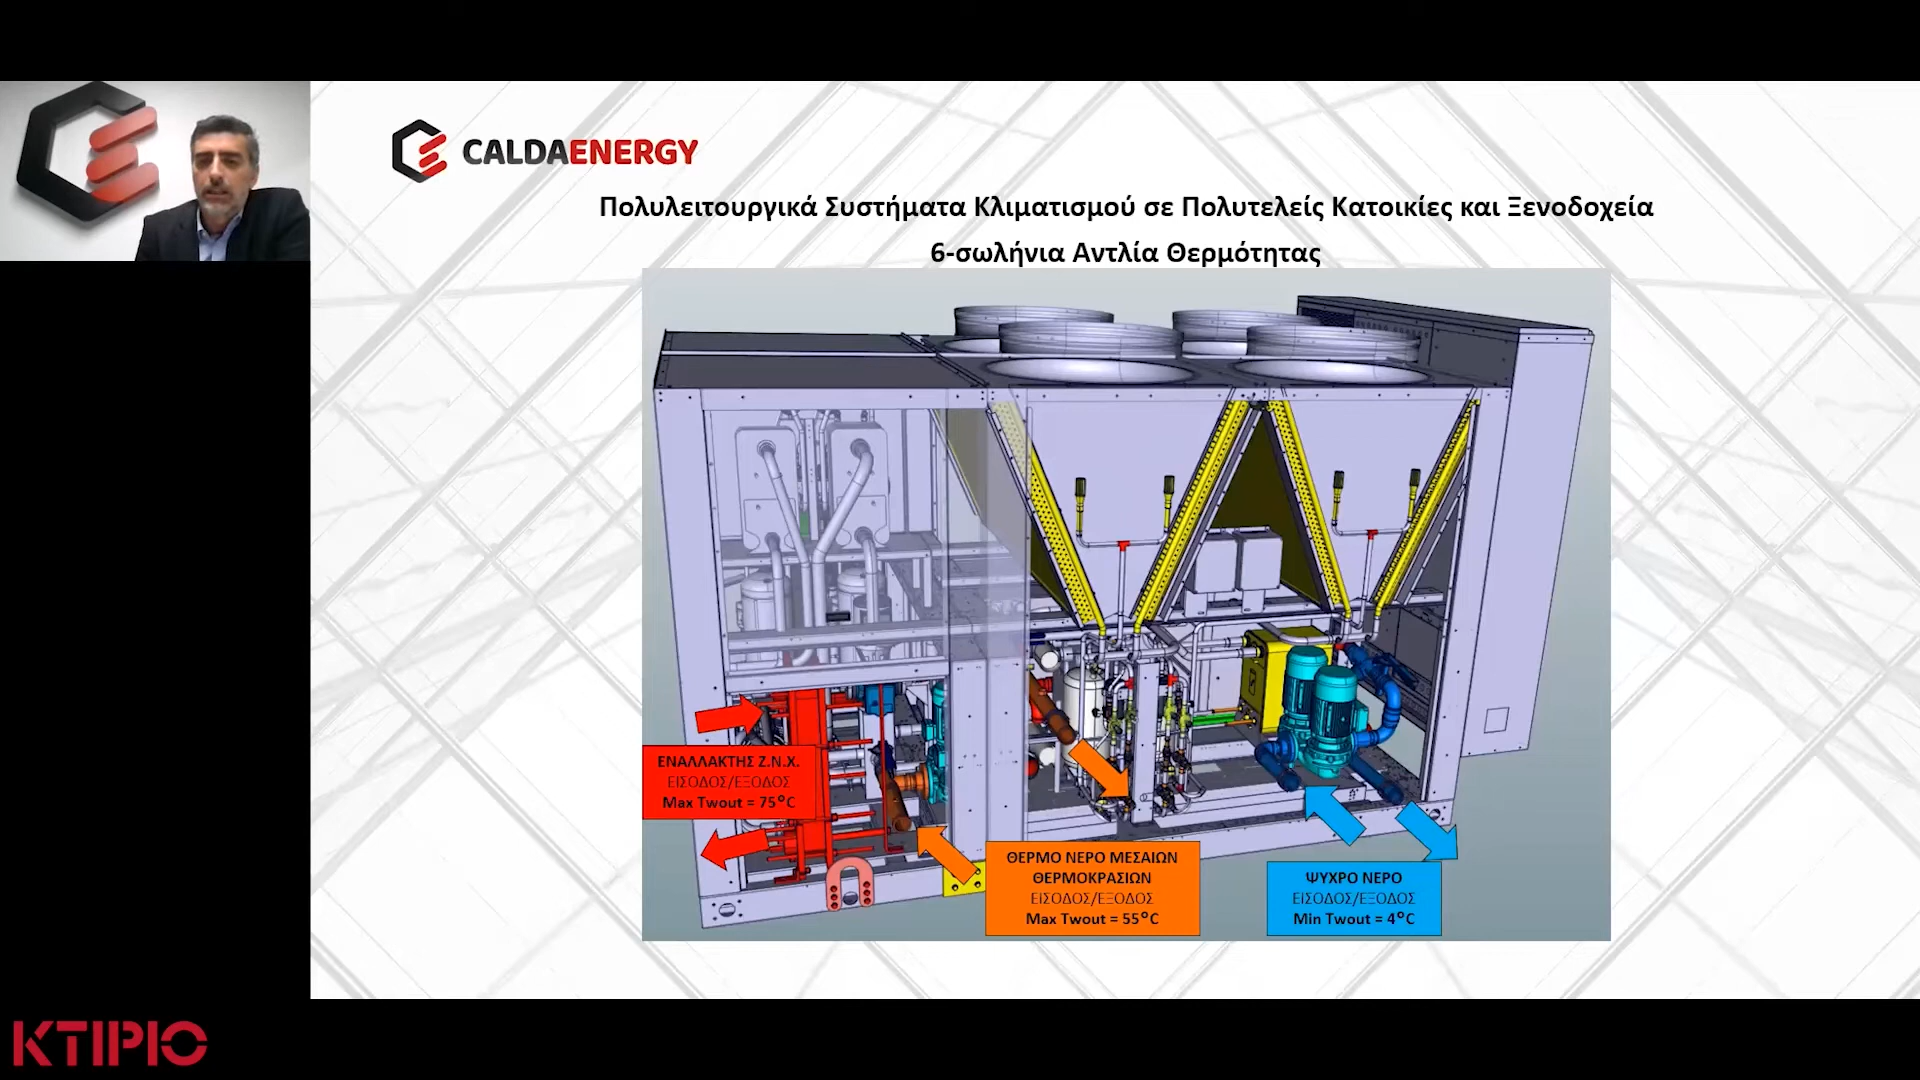 CALDAENERGY
Πολυλειτουργικά Συστήματα Κλιματισμού σε Πολυτελείς Κατοικίες και Ξενοδοχεία
6-σωλήνια Αντλία Θερμότητας
ΕΝΑΛΛΑΚΤΗΣ Ζ.Ν.Χ.
ΕΙΣΟΔΟΣ/ΕΞΟΔΟΣ
Max Twout = 75°C
ΘΕΡΜΟ ΝΕΡΟ ΜΕΣΑΙΩΝ
ΘΕΡΜΟΚΡΑΣΙΩΝ
ΕΙΣΟΔΟΣ/ΕΞΟΔΟΣ
Max Twout = 55°C
ΨΥΧΡΟ ΝΕΡΟ
ΕΙΣΟΔΟΣ/ΕΞΟΔΟΣ
Min Twout = 4°C
ΚΤΙΡΙΟ